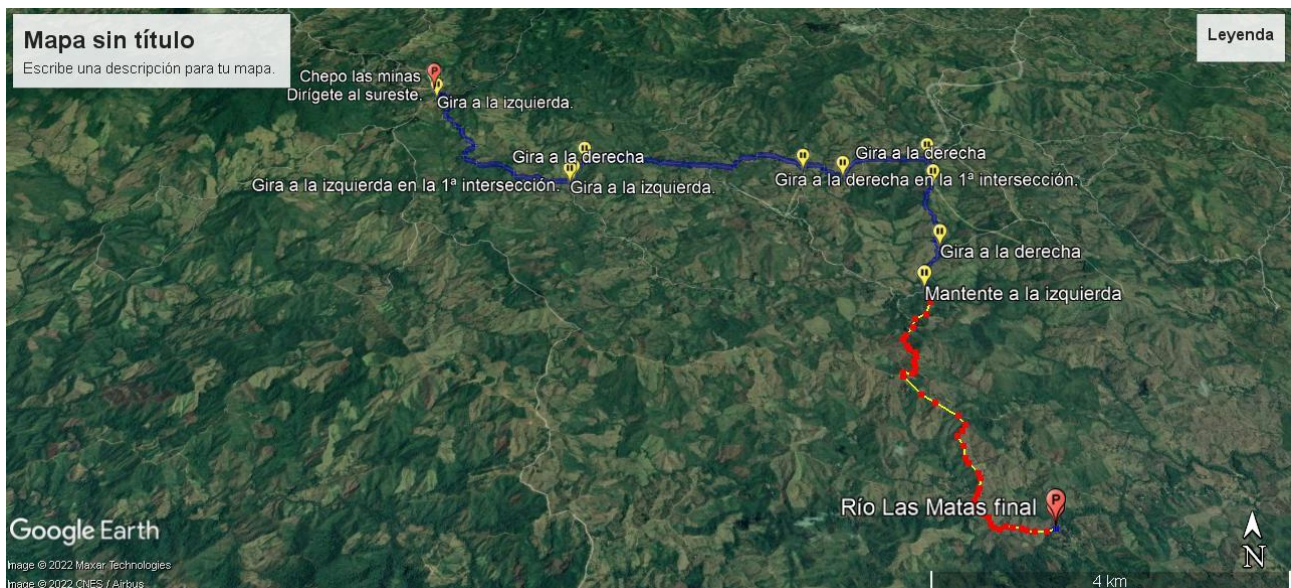 Mapa sin título
Escribe una descripción para tu mapa.
Leyenda
Chepo las minas
Dirígete al sureste.
Gira a la izquierda.
Gira a la derecha
Gira a la derecha
Gira a la izquierda en la 1ª intersección.
Gira a la izquierda.
Gira a la derecha en la 1ª intersección.
Gira a la derecha
Mantente a la izquierda
Río Las Matas final
Google Earth
Image © 2022 Maxar Technologies
Image © 2022 CNES / Airbus
N
4 km